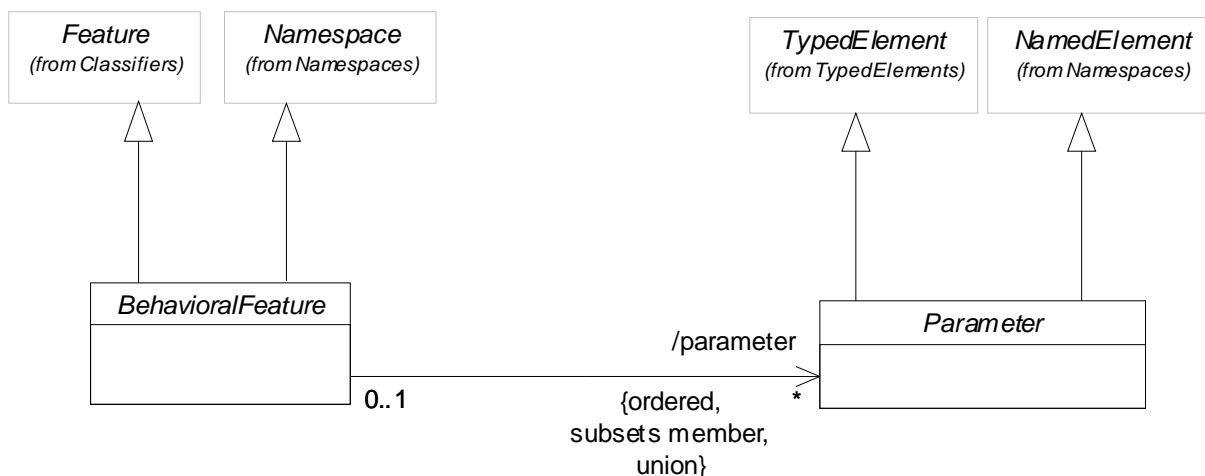 Feature
(from Classifiers)
Namespace
(from Namespaces)
TypedElement
(from TypedElements)
NamedElement
(from Namespaces)
BehavioralFeature
Parameter
/parameter
0..1
*
{ordered,
subsets member,
union}